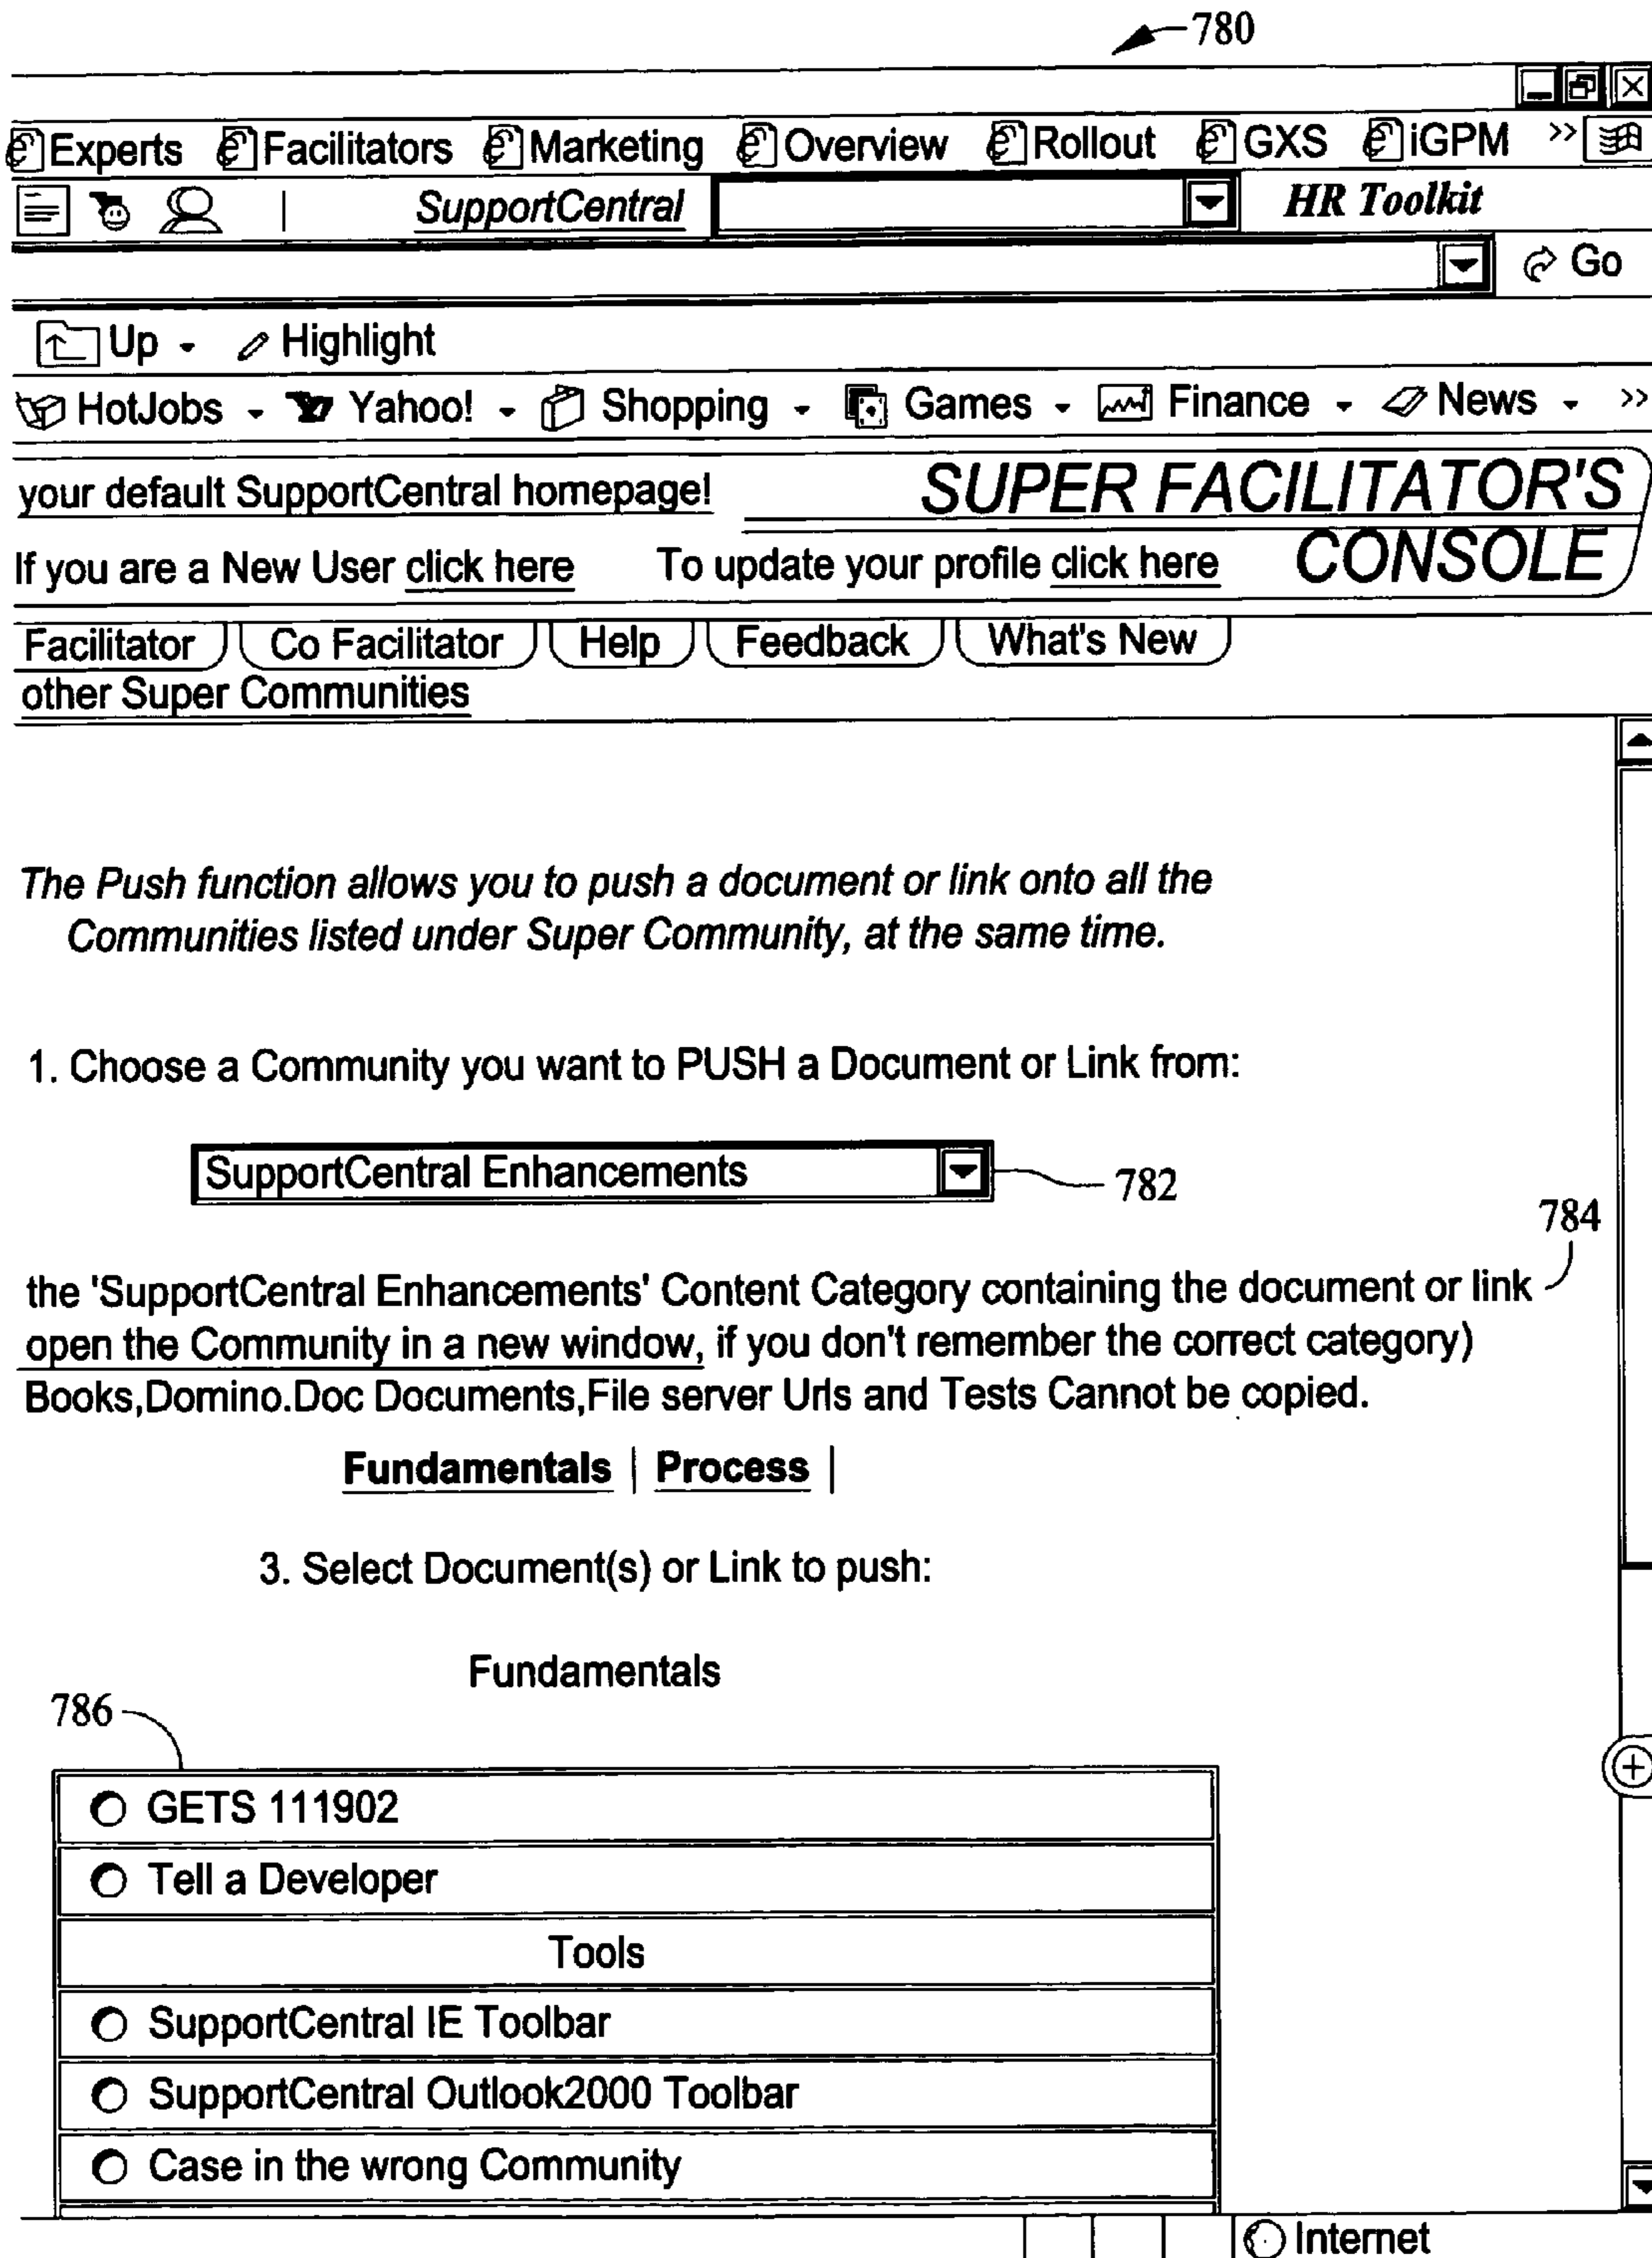 780
Experts Facilitators Marketing Overview Rollout GXS iGPM »
SupportCentral HR Toolkit
Go
Up - Highlight
HotJobs - Yahoo! - Shopping - Games - Finance - News - »
your default SupportCentral homepage! SUPER FACILITATOR'S
If you are a New User click here To update your profile click here CONSOLE
Facilitator Co Facilitator Help Feedback What's New
other Super Communities
The Push function allows you to push a document or link onto all the
Communities listed under Super Community, at the same time.
1. Choose a Community you want to PUSH a Document or Link from:
SupportCentral Enhancements 782
784
the 'SupportCentral Enhancements' Content Category containing the document or link
open the Community in a new window, if you don't remember the correct category)
Books,Domino.Doc Documents,File server Urls and Tests Cannot be copied.
Fundamentals | Process |
3. Select Document(s) or Link to push:
Fundamentals
786
GETS 111902
Tell a Developer
Tools
SupportCentral IE Toolbar
SupportCentral Outlook2000 Toolbar
Case in the wrong Community
Internet